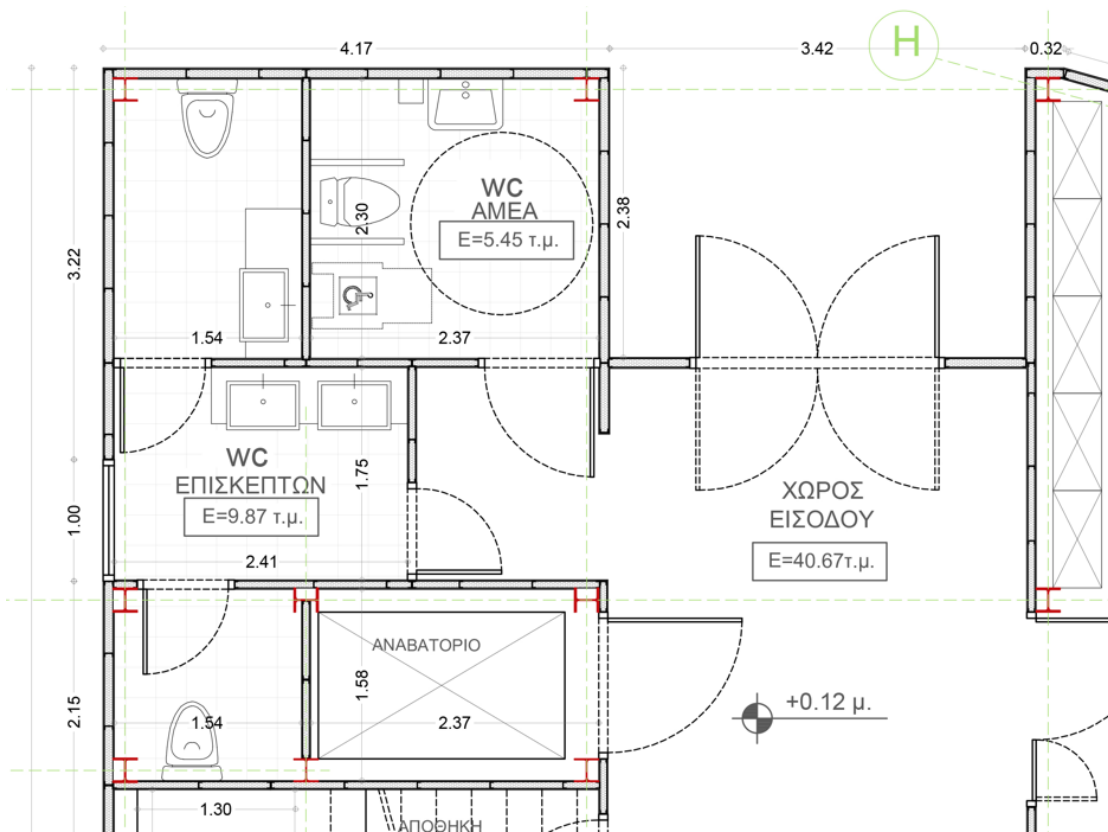 4.17
3.42
H
0.32
WC
ΑΜΕΑ
E=5.45 τ.μ.
2.30
2.38
3.22
1.54
2.37
WC
ΕΠΙΣΚΕΠΤΩΝ
E=9.87 τ.μ.
1.75
2.41
1.00
ΧΩΡΟΣ
ΕΙΣΟΔΟΥ
E=40.67τ.μ.
ΑΝΑΒΑΤΟΡΙΟ
1.58
2.15
1.54
2.37
+0.12 μ.
1.30
ΑΠΟΘΗΚΗ